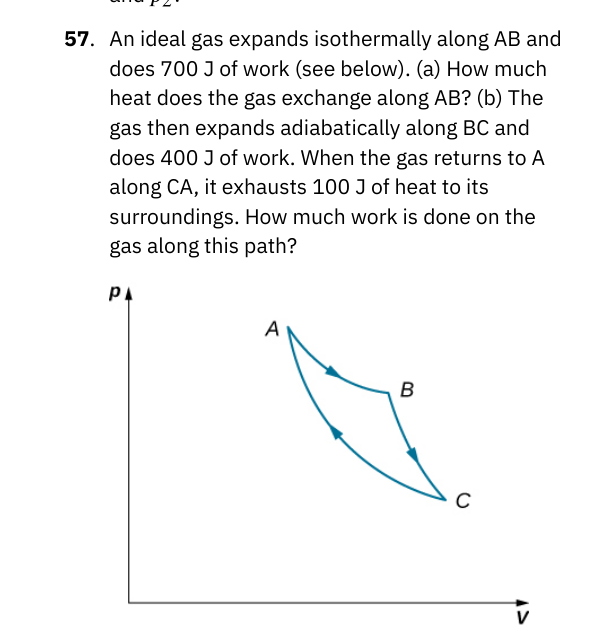 57. An ideal gas expands isothermally along AB and
does 700 J of work (see below). (a) How much
heat does the gas exchange along AB? (b) The
gas then expands adiabatically along BC and
does 400 J of work. When the gas returns to A
along CA, it exhausts 100 J of heat to its
surroundings. How much work is done on the
gas along this path?
p
A
B
C
V